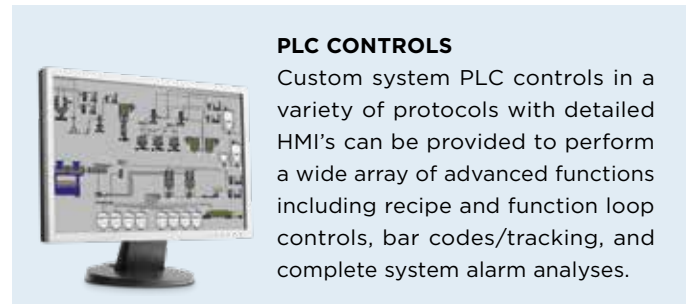 PLC CONTROLS
Custom system PLC controls in a
variety of protocols with detailed
HMI's can be provided to perform
a wide array of advanced functions
including recipe and function loop
controls, bar codes/tracking, and
complete system alarm analyses.